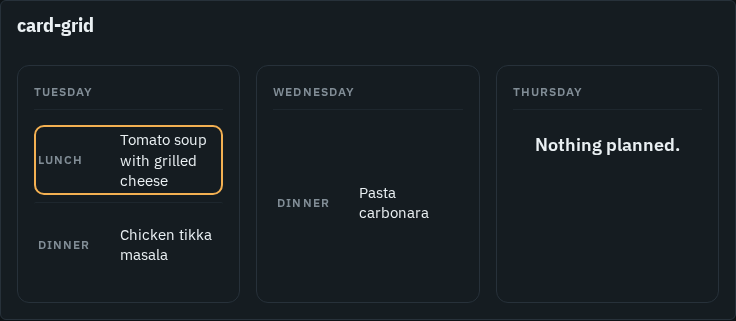 card-grid
TUESDAY
LUNCH
Tomato soup
with grilled
cheese
DINNER
Chicken tikka
masala
WEDNESDAY
DINNER
Pasta
carbonara
THURSDAY
Nothing planned.